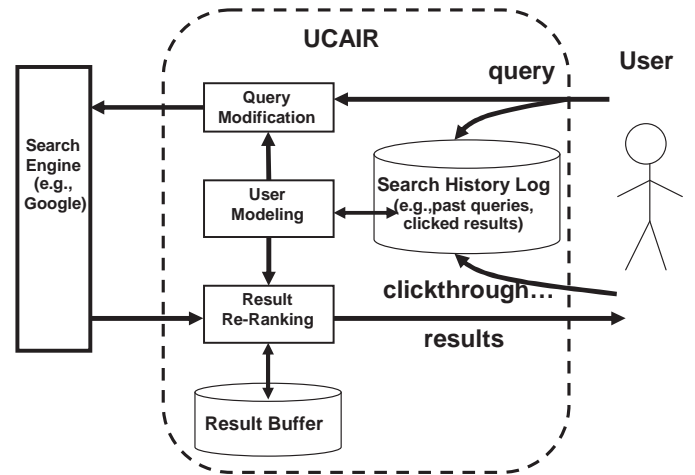 UCAIR
User
query
Query
Modification
Search
Engine
(e.g.,
Google)
Search History Log
(e.g.,past queries,
clicked results)
User
Modeling
clickthrough…
Result
Re-Ranking
results
Result Buffer